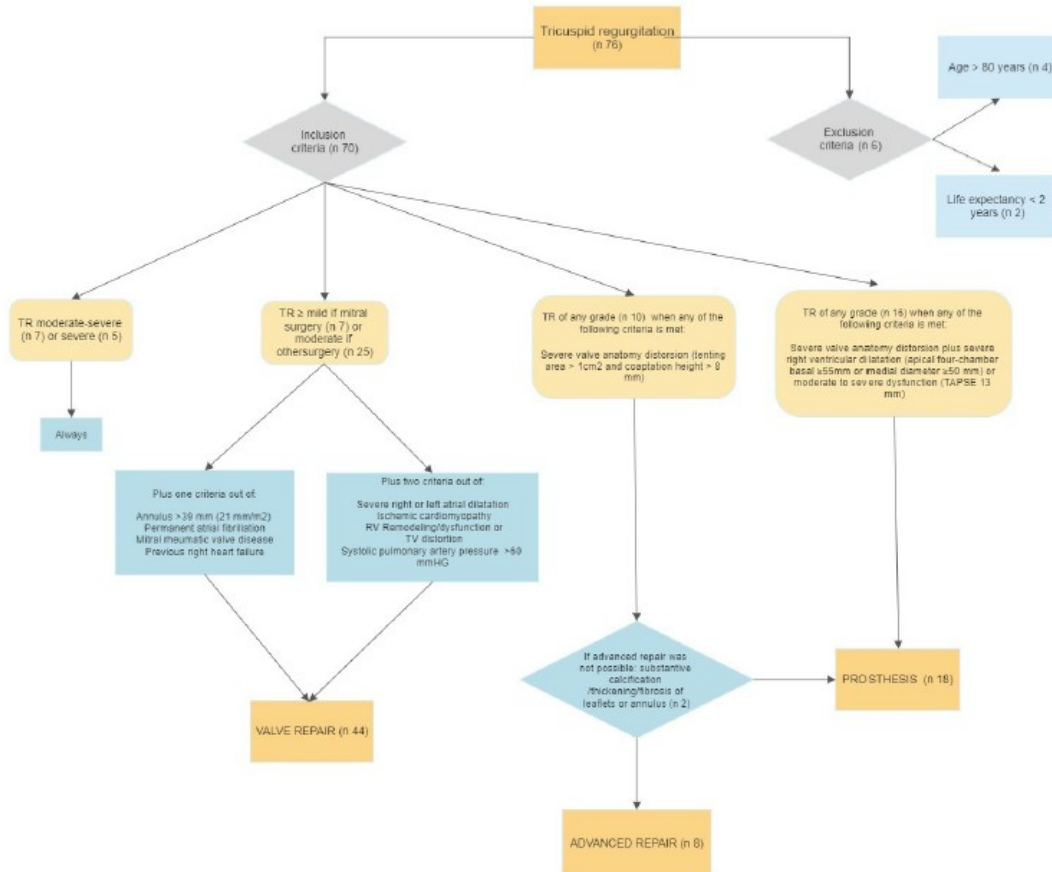 Tricuspid regurgitation
(n 76)
Age > 80 years (n 4)
Inclusion
criteria (n 70)
Exclusion
criteria (n 6)
Life expectancy < 2
years (n 2)
TR moderate-severe
(n 7) or severe (n 5)
TR ≥ mild if mitral
surgery (n 7) or
moderate if
othersurgery (n 25)
TR of any grade (n 10) when any of the
following criteria is met:
Severe valve anatomy distorsion (tenting
area > 1cm2 and coaptation height > 8
mm)
TR of any grade (n 16) when any of the
following criteria is met:
Severe valve anatomy distorsion plus severe
right ventricular dilatation (apical four-chamber
basal ≥55mm or medial diameter ≥50 mm) or
moderate to severe dysfunction (TAPSE 13
mm)
Always
Plus one criteria out of:
Annulus >39 mm (21 mm/m2)
Permanent atrial fibrillation
Mitral rheumatic valve disease
Previous right heart failure
Plus two criteria out of:
Severe right or left atrial dilatation
Ischemic cardiomyopathy
RV Remodeling/dysfunction or
TV distortion
Systolic pulmonary artery pressure >60
mmHG
If advanced repair was
not possible: substantive
calcification
/thickening/fibrosis of
leaflets or annulus (n 2)
PROSTHESIS (n 18)
VALVE REPAIR (n 44)
ADVANCED REPAIR (n 8)